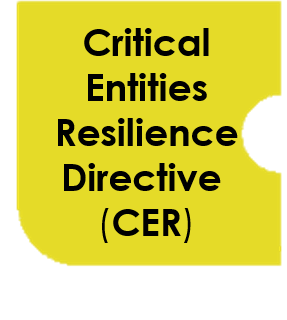 Critical
Entities
Resilience
Directive
(CER)